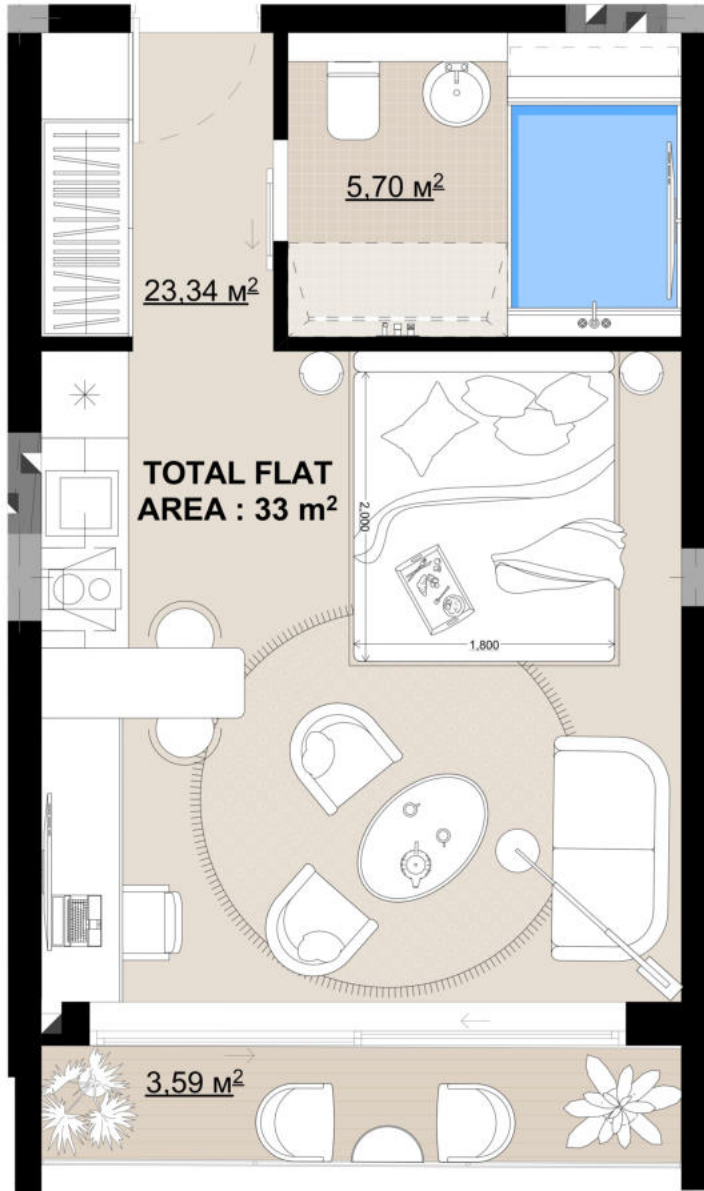 5,70 м²
23,34 м²
TOTAL FLAT
AREA : 33 m²
2,000
1,800
3,59 м²